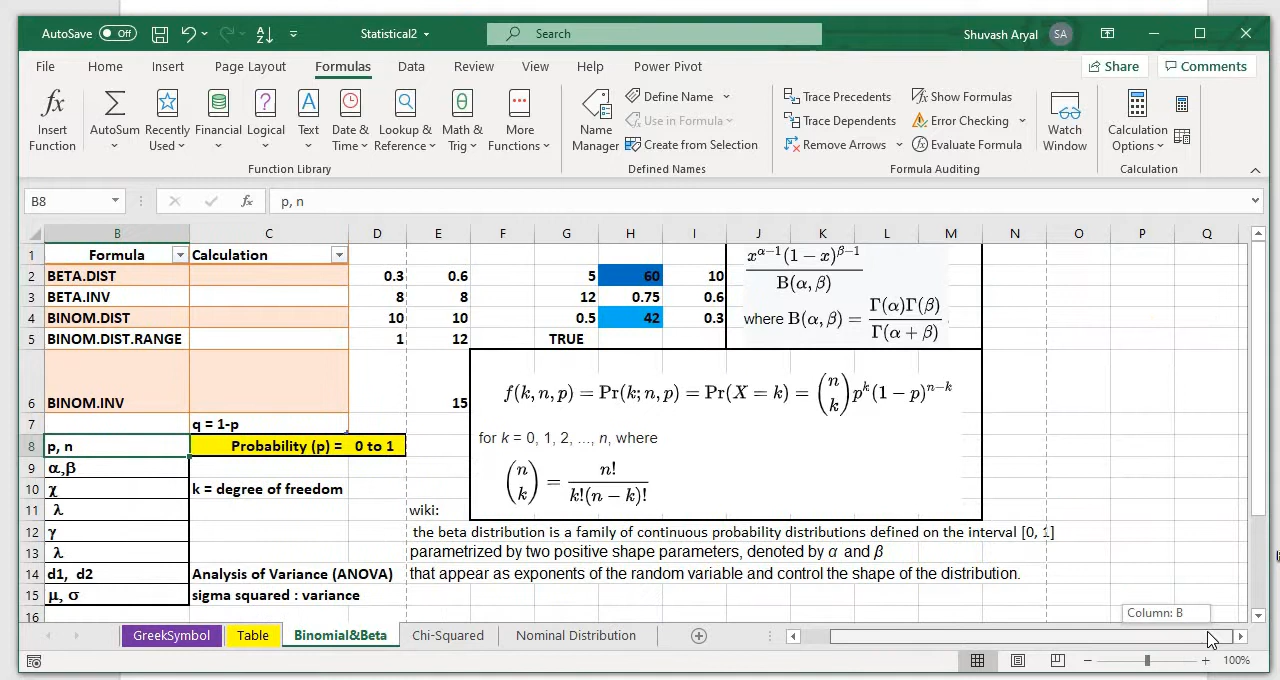 AutoSave Off Statistical2 Search Shuvash Aryal SA
File Home Insert Page Layout Formulas Data Review View Help Power Pivot Share Comments
Insert Function AutoSum Recently Used Financial Logical Text Date & Time Lookup & Reference Math & Trig More Functions
Function Library
Name Manager Define Name Use in Formula Create from Selection
Defined Names
Trace Precedents Show Formulas
Trace Dependents Error Checking
Remove Arrows Evaluate Formula
Formula Auditing
Watch Window
Calculation Options
Calculation
B8 fx p, n
B C D E F G H I J K L M N O P Q
1 Formula Calculation
2 BETA.DIST 0.3 0.6 5 60 10
3 BETA.INV 8 8 12 0.75 0.6
4 BINOM.DIST 10 10 0.5 42 0.3
5 BINOM.DIST.RANGE 1 12 TRUE
x^{α−1}(1 − x)^{β−1} / B(α, β)
where B(α, β) = Γ(α)Γ(β) / Γ(α + β)
6 BINOM.INV 15
f(k, n, p) = Pr(k; n, p) = Pr(X = k) = (n k) p^k (1 − p)^{n−k}
for k = 0, 1, 2, ..., n, where
(n k) = n! / k!(n − k)!
7 q = 1-p
8 p, n Probability (p) = 0 to 1
9 α,β
10 χ k = degree of freedom
11 λ wiki:
12 γ the beta distribution is a family of continuous probability distributions defined on the interval [0, 1]
13 λ parametrized by two positive shape parameters, denoted by α and β
14 d1, d2 Analysis of Variance (ANOVA) that appear as exponents of the random variable and control the shape of the distribution.
15 μ, σ sigma squared : variance
16
Column: B
GreekSymbol Table Binomial&Beta Chi-Squared Nominal Distribution
100%